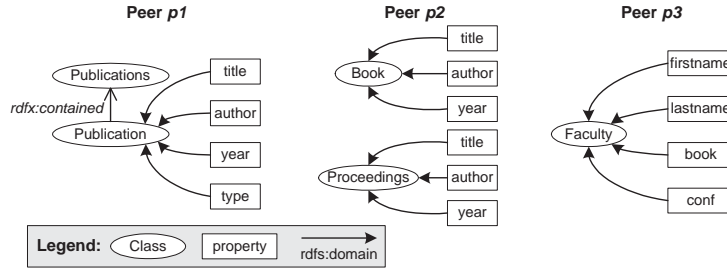 Peer p1
Publications
rdfx:contained
Publication
title
author
year
type
Peer p2
Book
title
author
year
Proceedings
title
author
year
Peer p3
Faculty
firstname
lastname
book
conf
Legend: Class property rdfs:domain